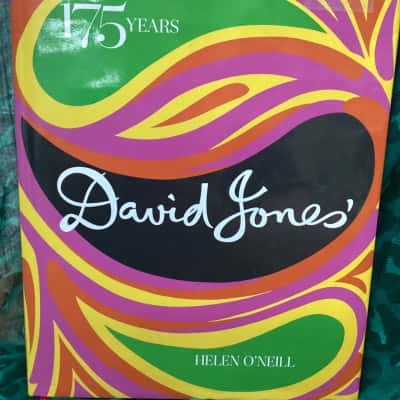 175 YEARS
David Jones'
HELEN O'NEILL